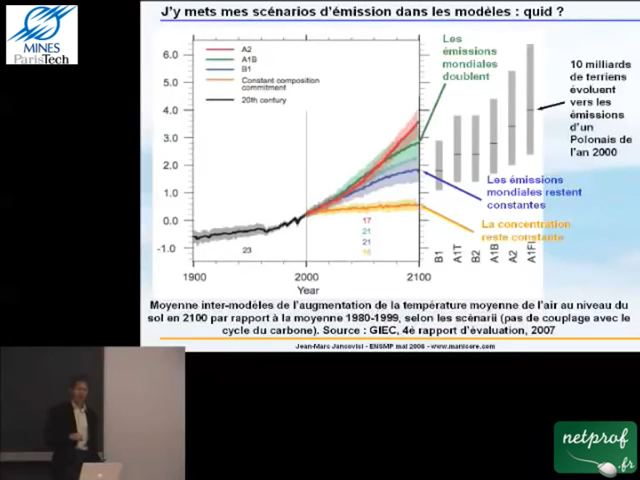 MINES
ParisTech
J'y mets mes scénarios d'émission dans les modèles : quid ?
A2
A1B
B1
Constant composition
commitment
20th century
Les
émissions
mondiales
doublent
10 milliards de
terriens
évoluent
vers les
émissions
d'un
Polonais de
l'an 2000
Les émissions
mondiales restent
constantes
La concentration
reste constante
6.0
5.0
4.0
3.0
2.0
1.0
0.0
-1.0
23
17
21
21
16
1900
2000
2100
Year
B1
A1T
B2
A1B
A2
A1FI
Moyenne inter-modèles de l'augmentation de la température moyenne de l'air au niveau du
sol en 2100 par rapport à la moyenne 1980-1999, selon les scénarii (pas de couplage avec le
cycle du carbone). Source : GIEC, 4è rapport d'évaluation, 2007
Jean-Marc Jancovici - ENSMP mai 2008 - www.manicore.com
netprof
.fr